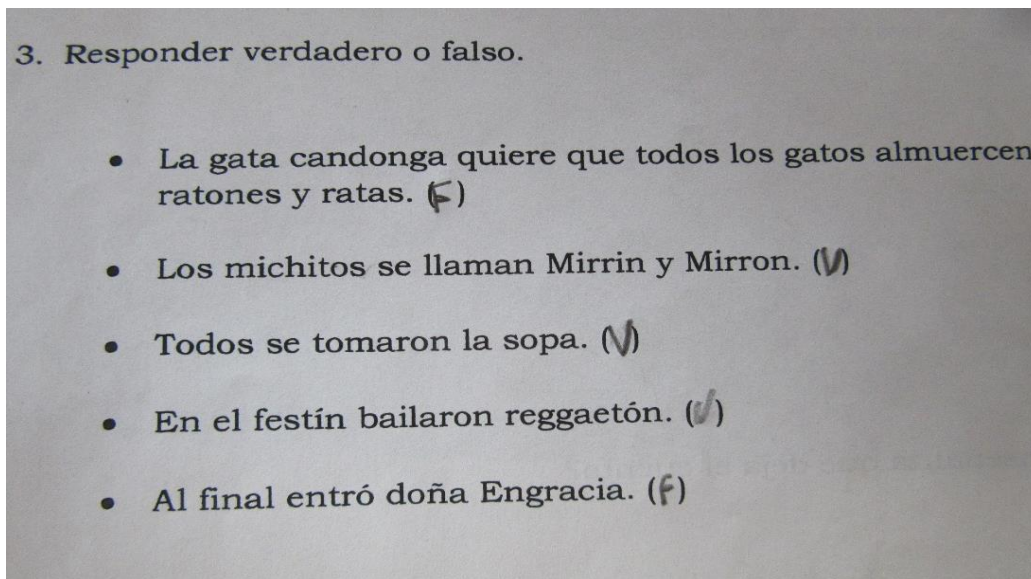 3. Responder verdadero o falso.
• La gata candonga quiere que todos los gatos almuercen
ratones y ratas. (F)
• Los michitos se llaman Mirrin y Mirron. (V)
• Todos se tomaron la sopa. (V)
• En el festín bailaron reggaetón. (V)
• Al final entró doña Engracia. (F)